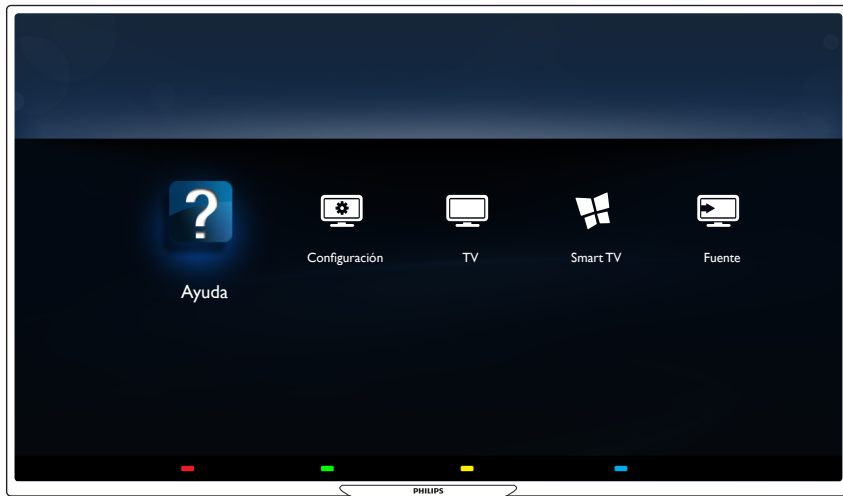 ?
Configuración
TV
Smart TV
Fuente
Ayuda
PHILIPS